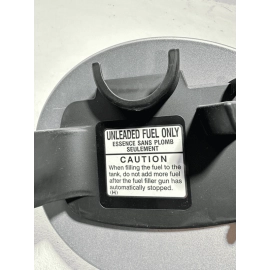 UNLEADED FUEL ONLY
ESSENCE SANS PLOMB
SEULEMENT
CAUTION
When filling the fuel to the
tank, do not add more fuel
after the fuel filler gun has
automatically stopped.
(H)